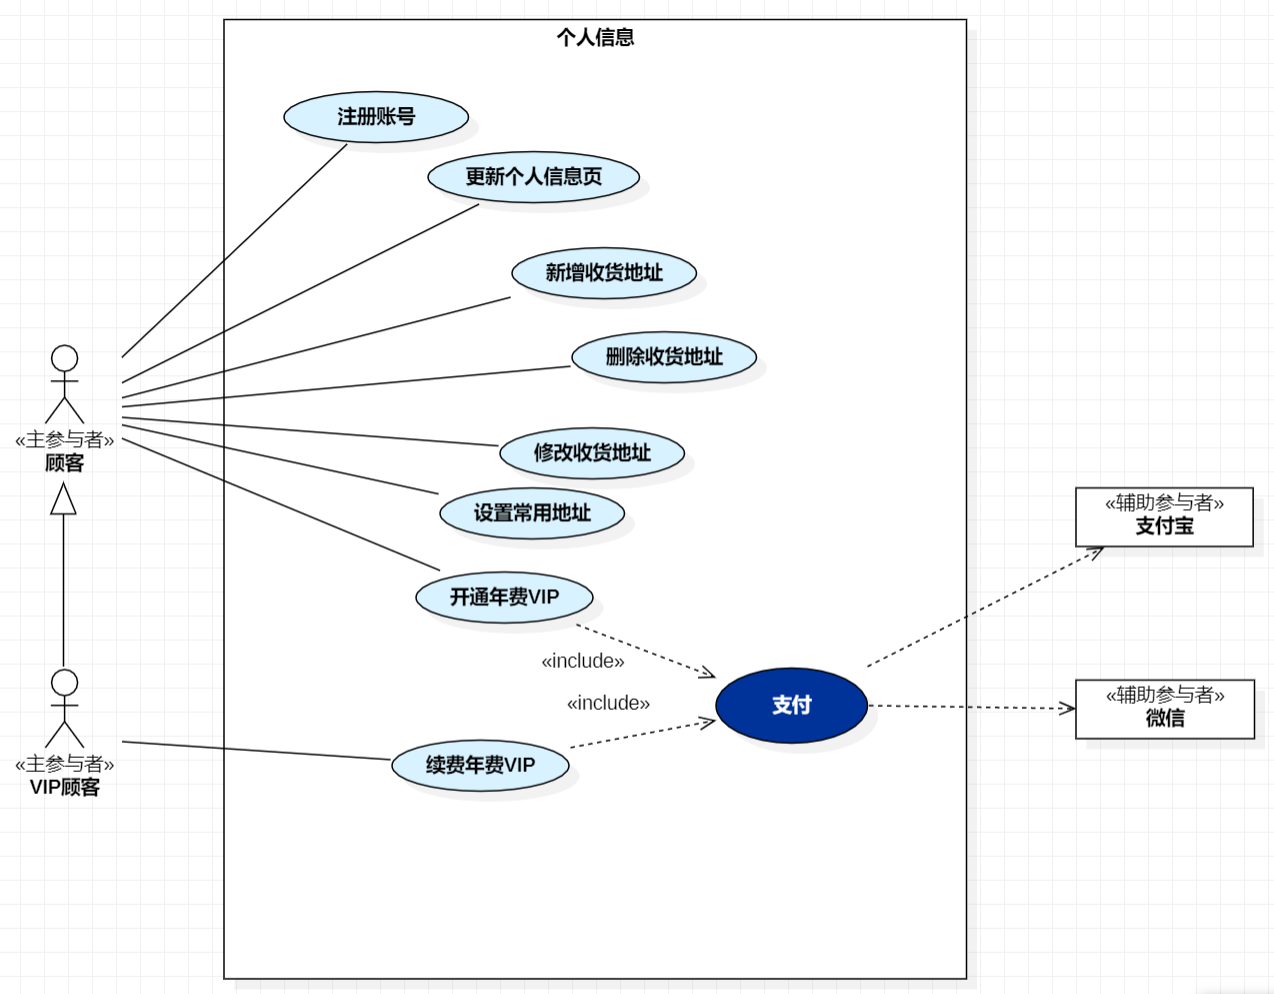 个人信息
注册账号
更新个人信息页
新增收货地址
删除收货地址
«主参与者»
顾客
修改收货地址
设置常用地址
«辅助参与者»
支付宝
开通年费VIP
«include»
«include»
支付
«辅助参与者»
微信
«主参与者»
VIP顾客
续费年费VIP